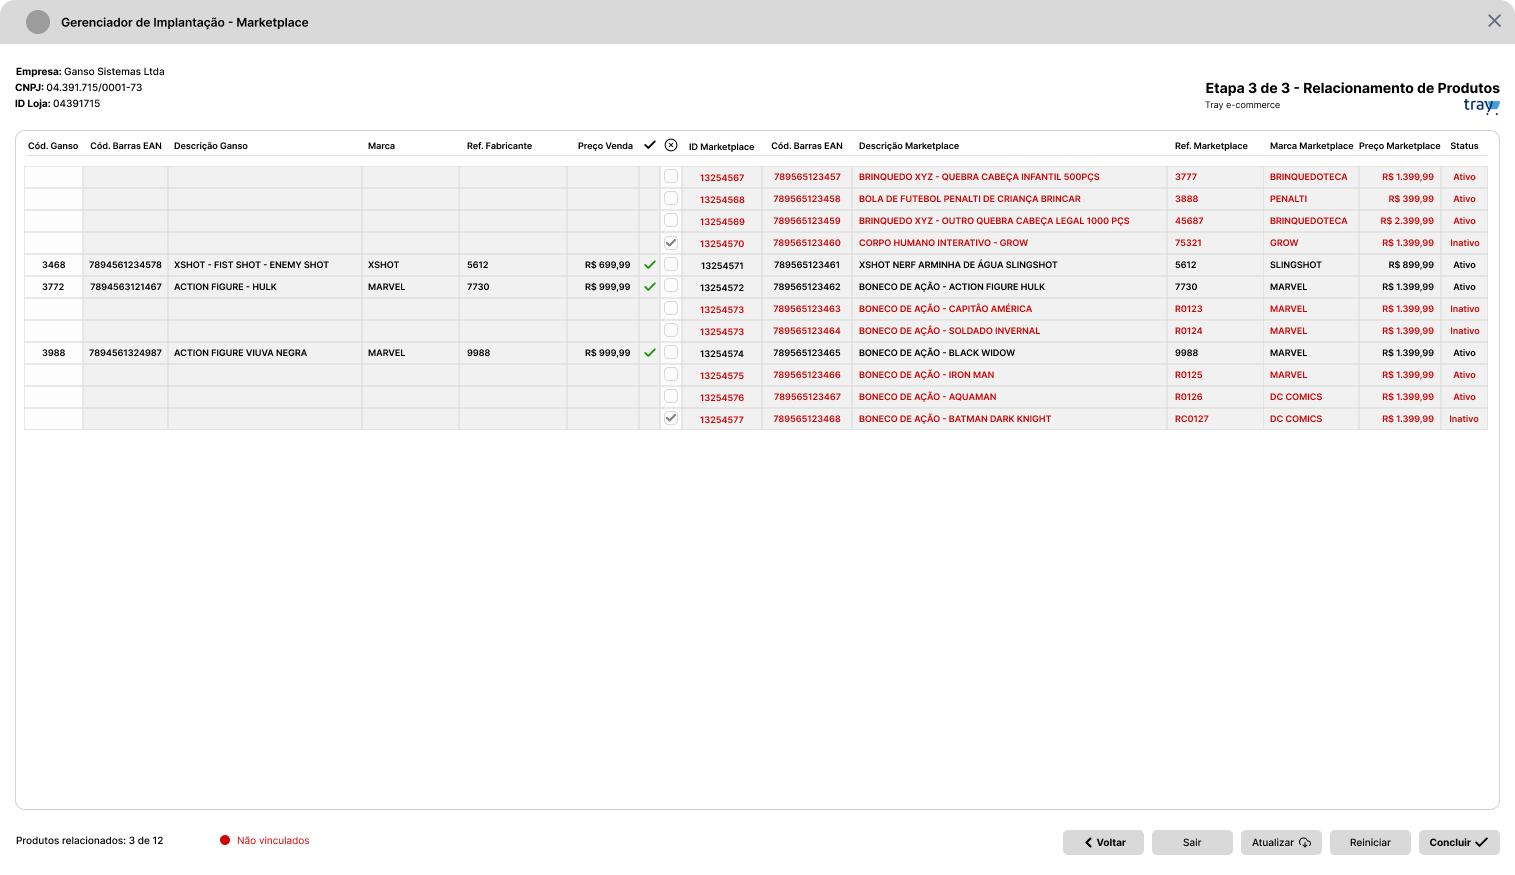 Gerenciador de Implantação - Marketplace
Empresa: Ganso Sistemas Ltda
CNPJ: 04.391.715/0001-73
ID Loja: 04391715
Etapa 3 de 3 - Relacionamento de Produtos
Tray e-commerce
tray
Cód. Ganso Cód. Barras EAN Descrição Ganso Marca Ref. Fabricante Preço Venda ID Marketplace Cód. Barras EAN Descrição Marketplace Ref. Marketplace Marca Marketplace Preço Marketplace Status
13254567 789565123457 BRINQUEDO XYZ - QUEBRA CABEÇA INFANTIL 500PÇS 3777 BRINQUEDOTECA R$ 1.399,99 Ativo
13254568 789565123458 BOLA DE FUTEBOL PENALTI DE CRIANÇA BRINCAR 3888 PENALTI R$ 399,99 Ativo
13254569 789565123459 BRINQUEDO XYZ - OUTRO QUEBRA CABEÇA LEGAL 1000 PÇS 45687 BRINQUEDOTECA R$ 2.399,99 Ativo
13254570 789565123460 CORPO HUMANO INTERATIVO - GROW 75321 GROW R$ 1.399,99 Inativo
3468 7894561234578 XSHOT - FIST SHOT - ENEMY SHOT XSHOT 5612 R$ 699,99 13254571 789565123461 XSHOT NERF ARMINHA DE ÁGUA SLINGSHOT 5612 SLINGSHOT R$ 899,99 Ativo
3772 7894563121467 ACTION FIGURE - HULK MARVEL 7730 R$ 999,99 13254572 789565123462 BONECO DE AÇÃO - ACTION FIGURE HULK 7730 MARVEL R$ 1.399,99 Ativo
13254573 789565123463 BONECO DE AÇÃO - CAPITÃO AMÉRICA R0123 MARVEL R$ 1.399,99 Inativo
13254573 789565123464 BONECO DE AÇÃO - SOLDADO INVERNAL R0124 MARVEL R$ 1.399,99 Inativo
3988 7894561324987 ACTION FIGURE VIUVA NEGRA MARVEL 9988 R$ 999,99 13254574 789565123465 BONECO DE AÇÃO - BLACK WIDOW 9988 MARVEL R$ 1.399,99 Ativo
13254575 789565123466 BONECO DE AÇÃO - IRON MAN R0125 MARVEL R$ 1.399,99 Ativo
13254576 789565123467 BONECO DE AÇÃO - AQUAMAN R0126 DC COMICS R$ 1.399,99 Ativo
13254577 789565123468 BONECO DE AÇÃO - BATMAN DARK KNIGHT RC0127 DC COMICS R$ 1.399,99 Inativo
Produtos relacionados: 3 de 12 Não vinculados Voltar Sair Atualizar Reiniciar Concluir